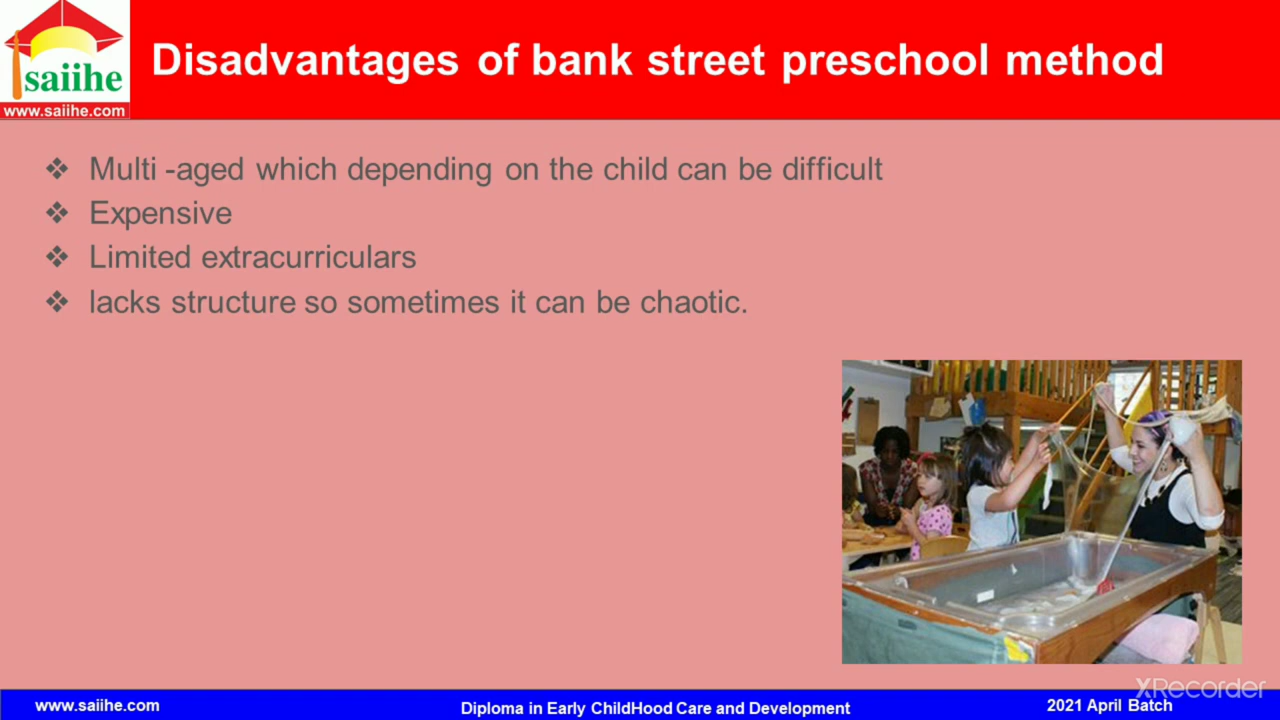 saiihe
www.saiihe.com
Disadvantages of bank street preschool method
❖ Multi -aged which depending on the child can be difficult
❖ Expensive
❖ Limited extracurriculars
❖ lacks structure so sometimes it can be chaotic.
XRecorder
www.saiihe.com
Diploma in Early ChildHood Care and Development
2021 April Batch